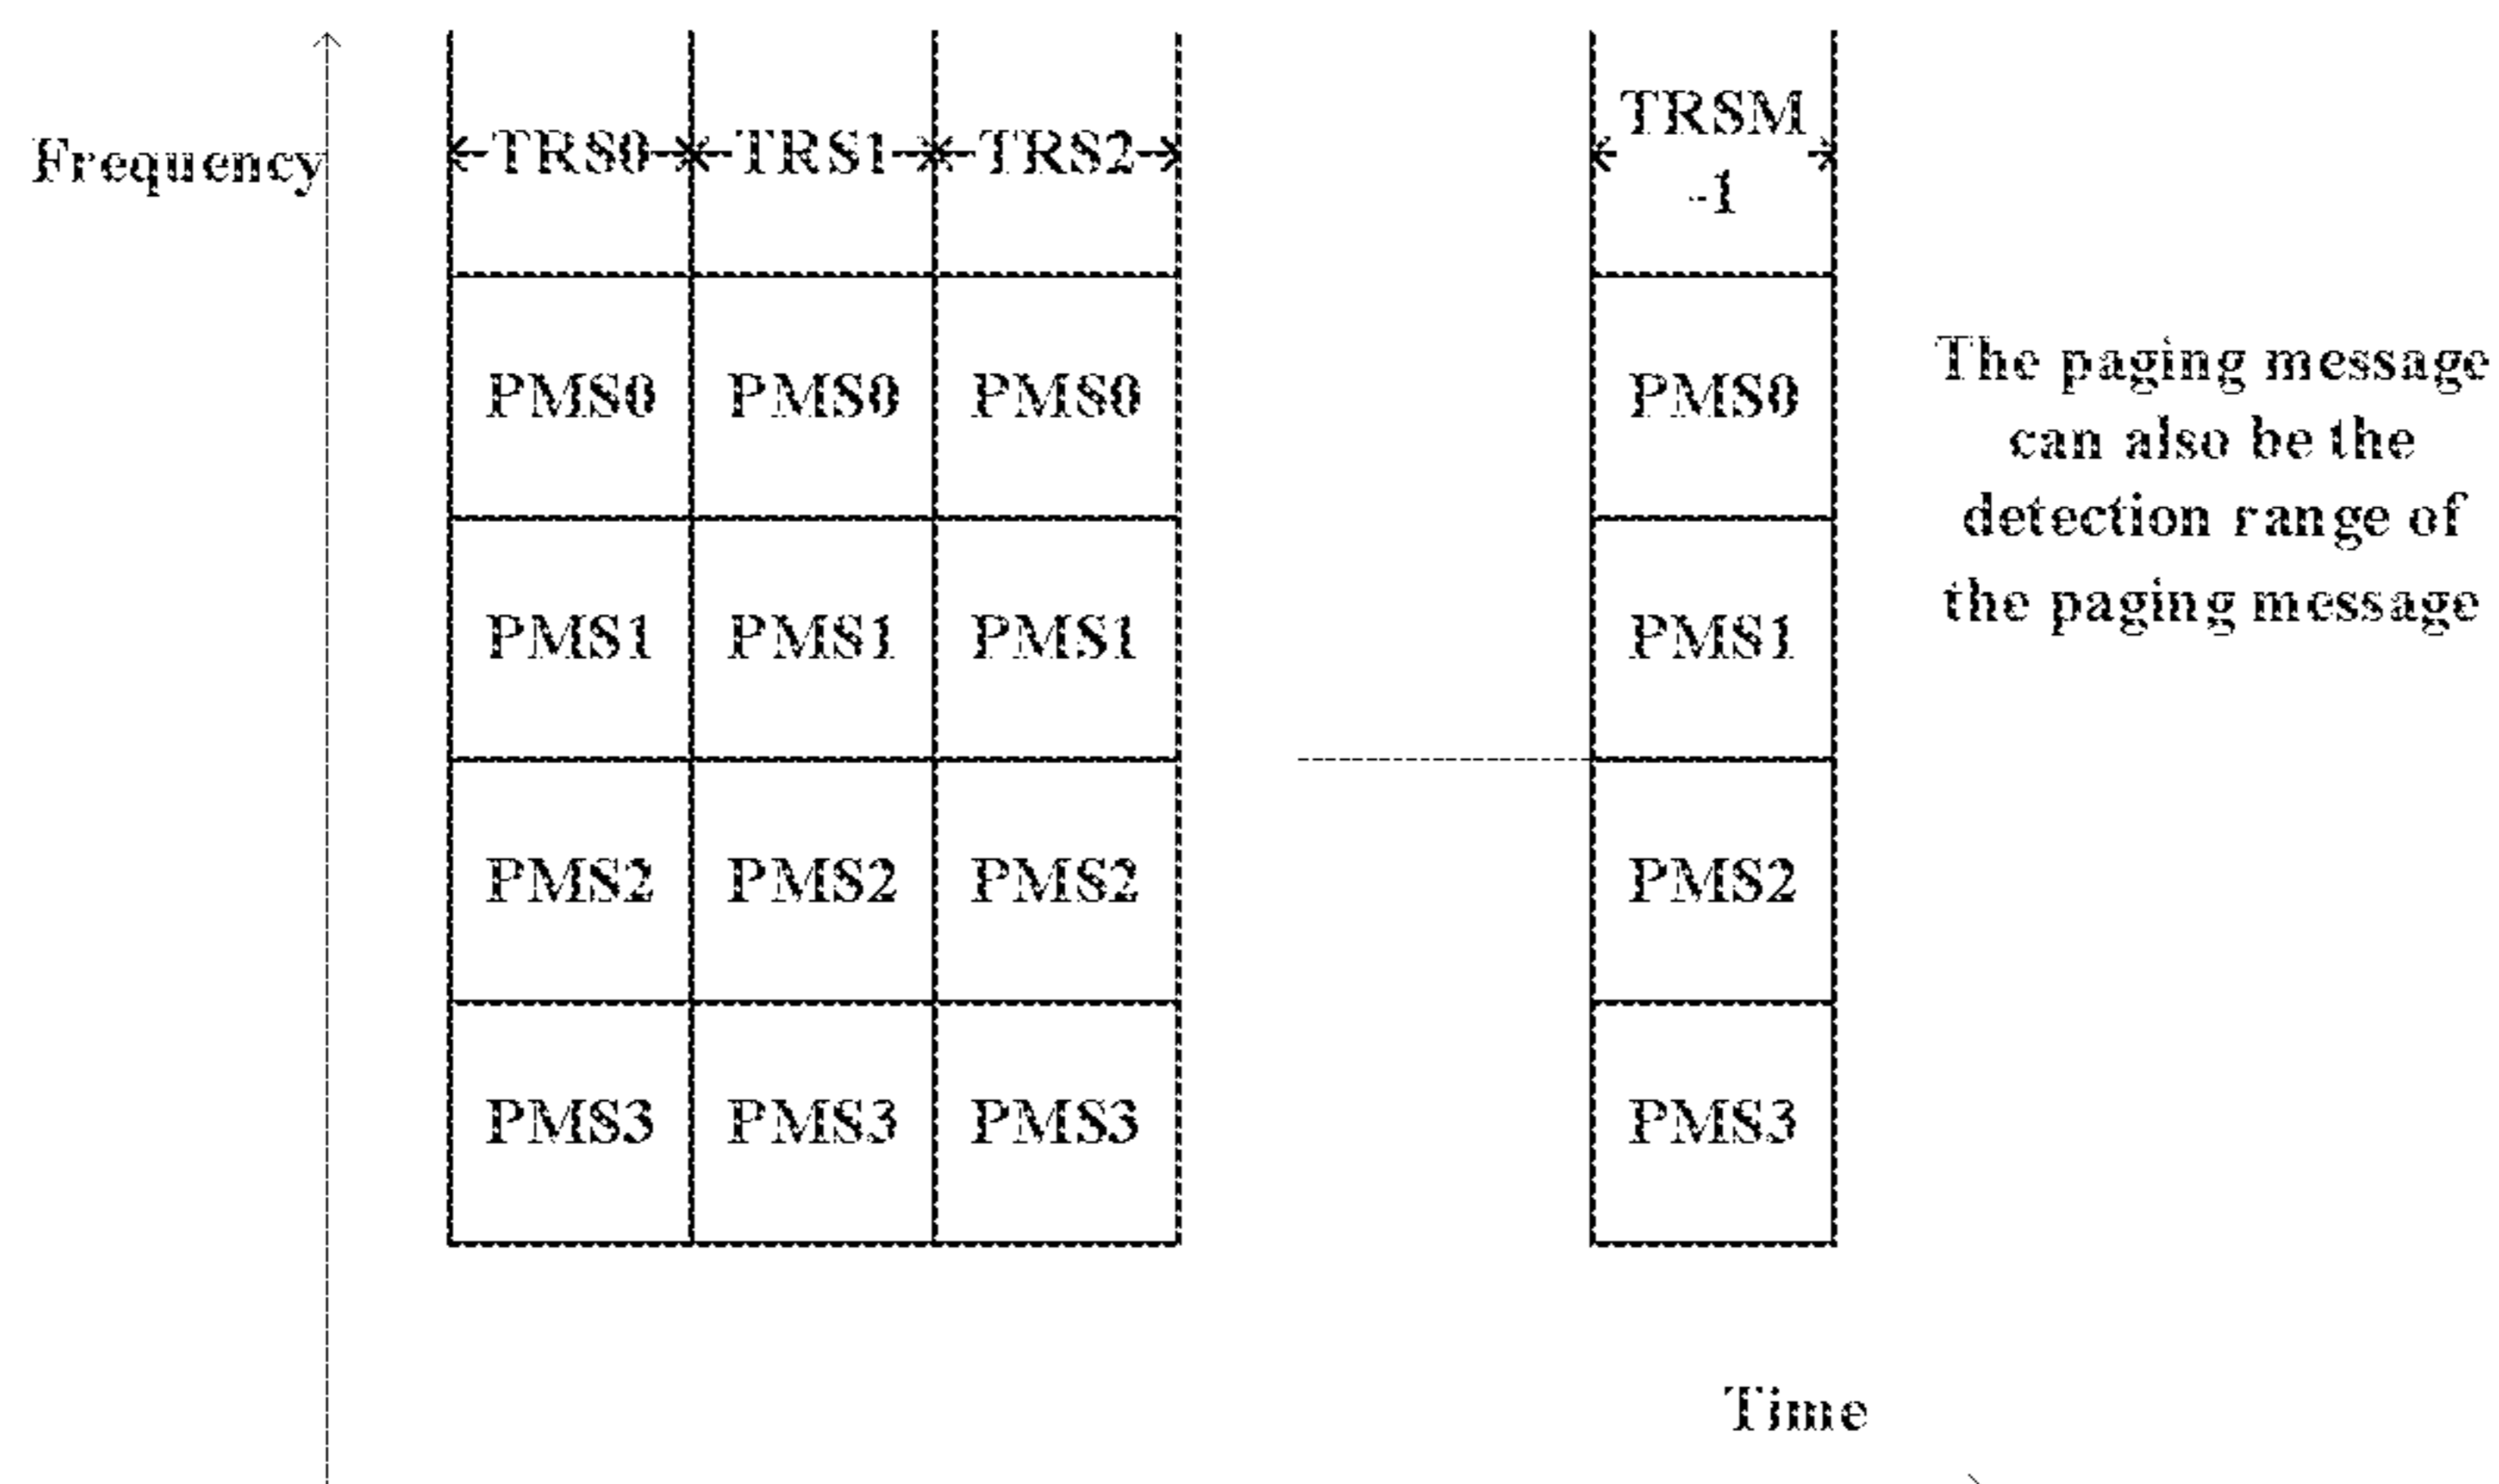 Frequency
TRS0 TRS1 TRS2 TRSM
-1
PMS0 PMS0 PMS0 PMS0
PMS1 PMS1 PMS1 PMS1
PMS2 PMS2 PMS2 PMS2
PMS3 PMS3 PMS3 PMS3
The paging message
can also be the
detection range of
the paging message
Time